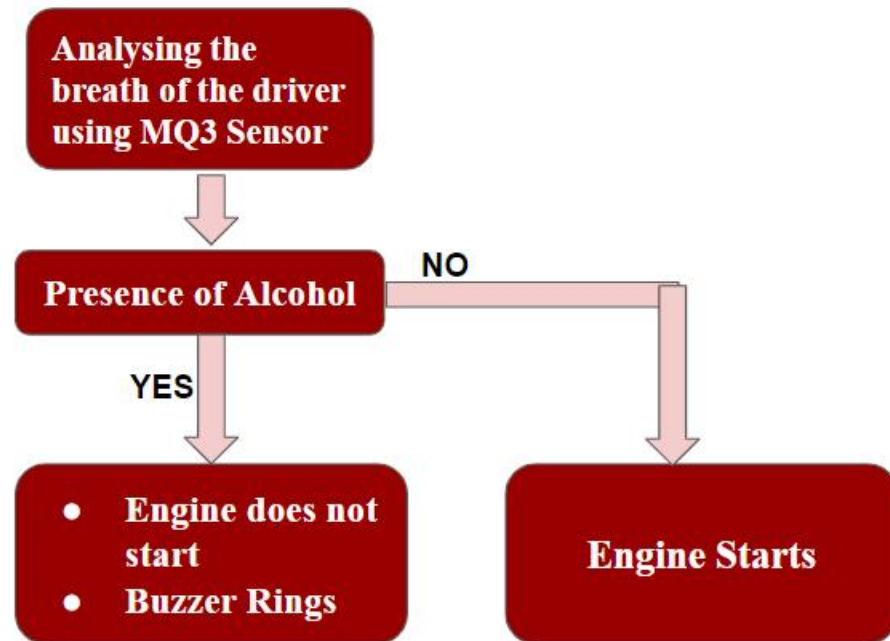 Analysing the
breath of the driver
using MQ3 Sensor
Presence of Alcohol
NO
YES
● Engine does not
start
● Buzzer Rings
Engine Starts